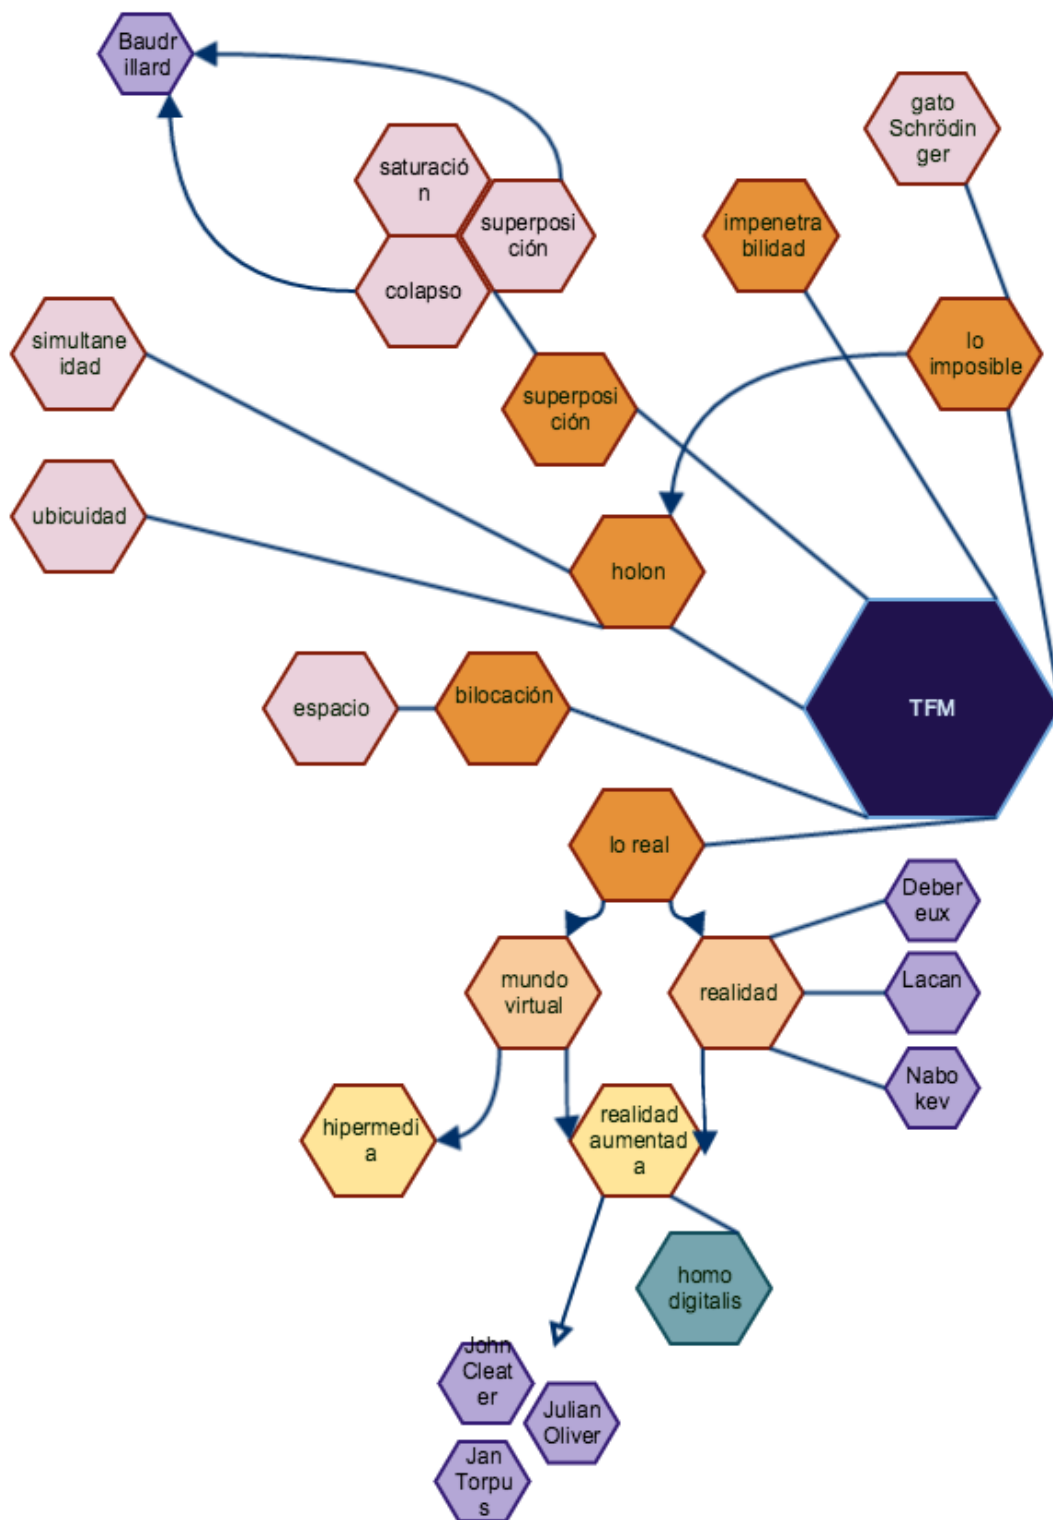 Baudr
illard
gato
Schrödin
ger
saturació
n
superposi
ción
impenetra
bilidad
colapso
simultane
idad
lo
imposible
superposi
ción
ubicuidad
holon
espacio
bilocación
TFM
lo real
Deber
eux
mundo
virtual
realidad
Lacan
Nabo
kev
hipermedi
a
realidad
aumentad
a
homo
digitalis
John
Cleat
er
Julian
Oliver
Jan
Torpu
s